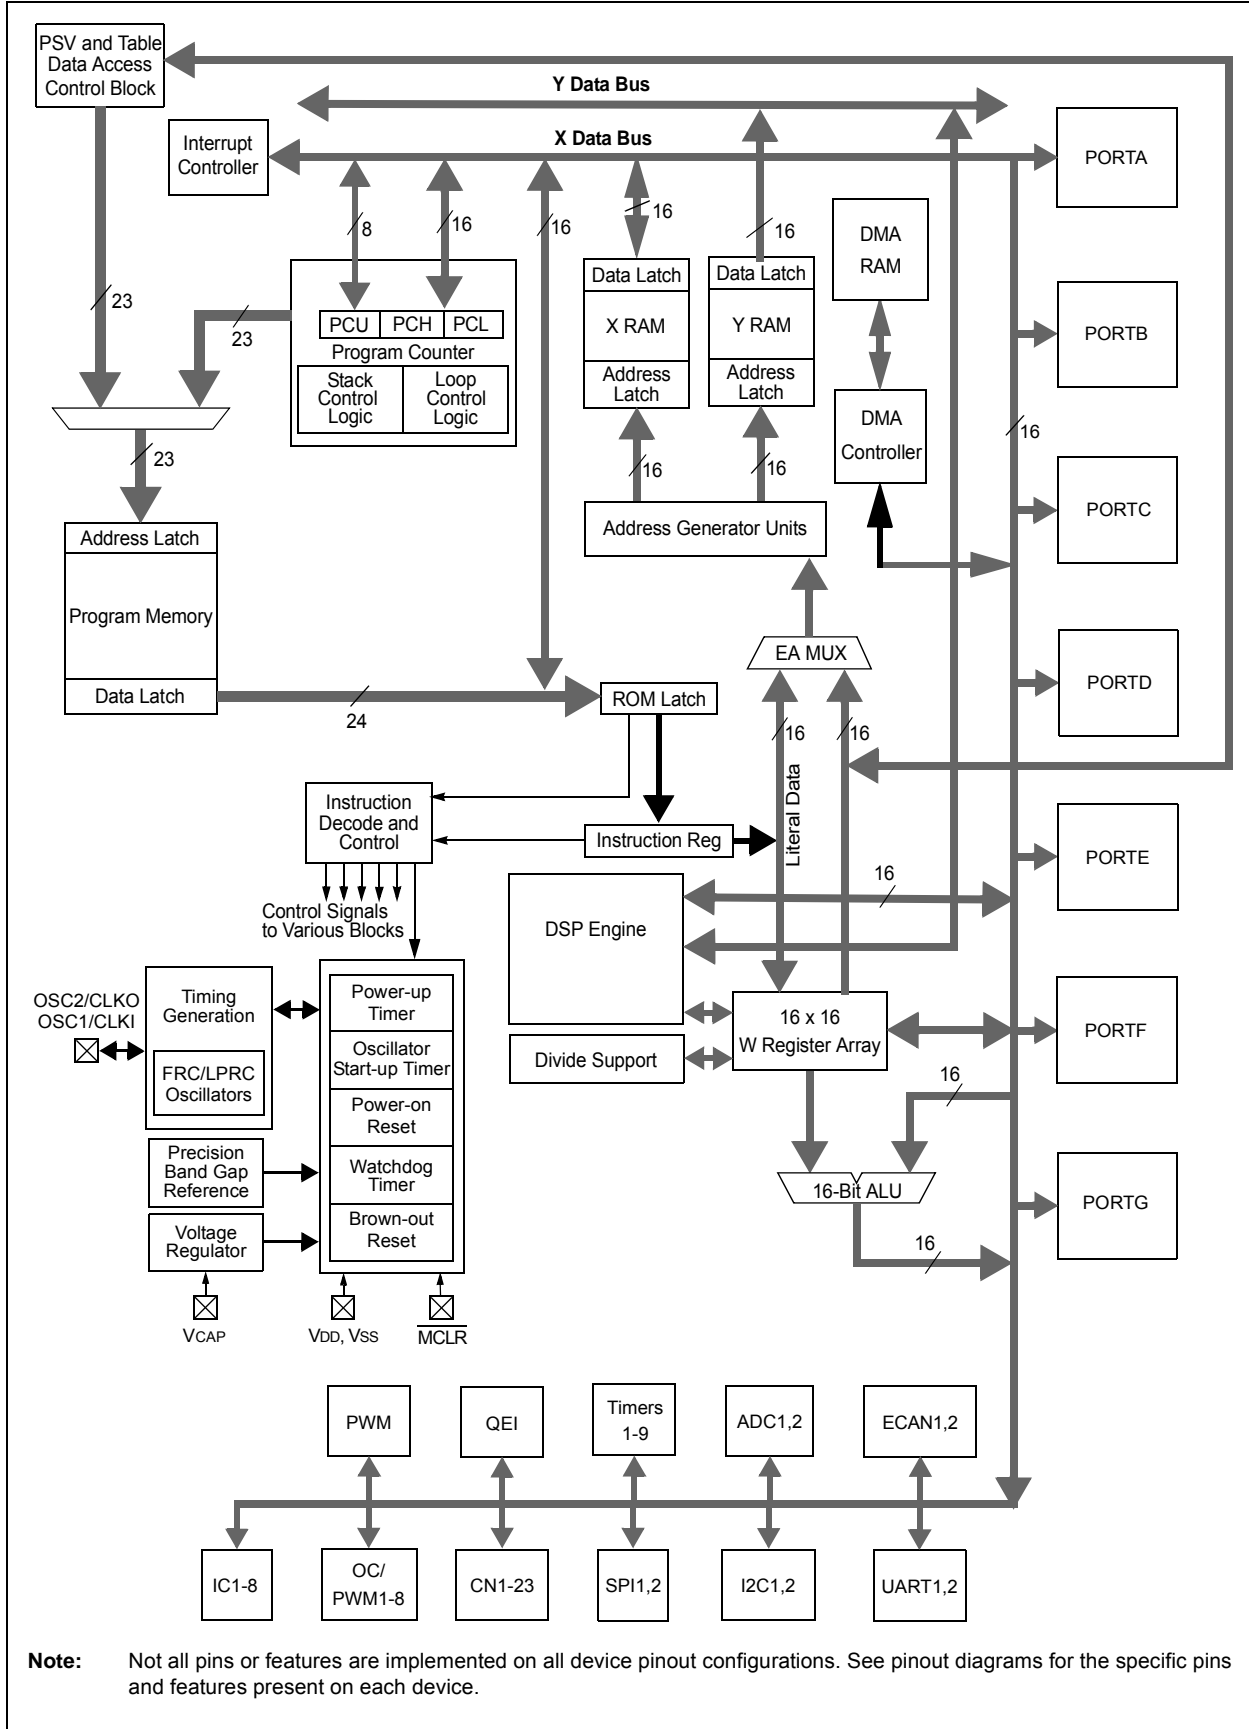 PSV and Table
Data Access
Control Block
Y Data Bus
X Data Bus
Interrupt
Controller
PORTA
8
16
16
16
16
DMA
RAM
Data Latch
Data Latch
23
23
PCU
PCH
PCL
X RAM
Y RAM
PORTB
Program Counter
Stack
Control
Logic
Loop
Control
Logic
Address
Latch
Address
Latch
DMA
Controller
16
23
16
16
PORTC
Address Latch
Address Generator Units
Program Memory
EA MUX
PORTD
Data Latch
ROM Latch
24
16
16
Instruction
Decode and
Control
Literal Data
Instruction Reg
PORTE
16
Control Signals
to Various Blocks
DSP Engine
OSC2/CLKO
OSC1/CLKI
Timing
Generation
Power-up
Timer
16 x 16
W Register Array
PORTF
Oscillator
Start-up Timer
Divide Support
FRC/LPRC
Oscillators
16
Power-on
Reset
Precision
Band Gap
Reference
Watchdog
Timer
16-Bit ALU
PORTG
Voltage
Regulator
Brown-out
Reset
16
VCAP
VDD, VSS
MCLR
PWM
QEI
Timers
1-9
ADC1,2
ECAN1,2
IC1-8
OC/
PWM1-8
CN1-23
SPI1,2
I2C1,2
UART1,2
Note: Not all pins or features are implemented on all device pinout configurations. See pinout diagrams for the specific pins
and features present on each device.